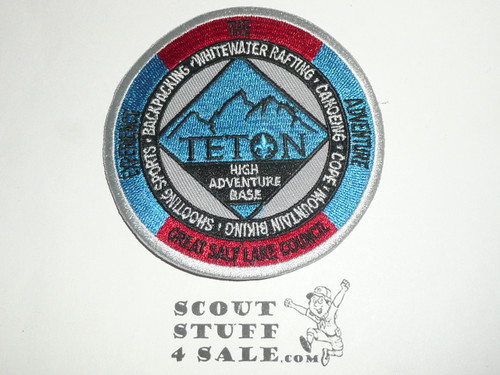 THE
EXPERIENCE
ADVENTURE
WHITEWATER RAFTING · CANOEING · COPE · MOUNTAIN BIKING · SHOOTING SPORTS · BACKPACKING ·
TETON
HIGH
ADVENTURE
BASE
GREAT SALT LAKE COUNCIL
SCOUT
STUFF
4 SALE.com